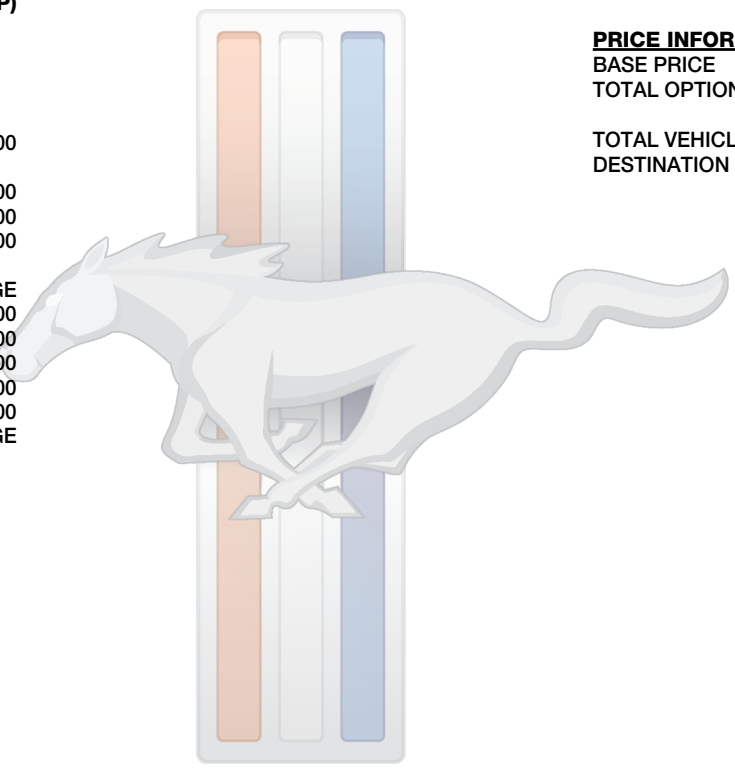 P)
00
00
00
00
GE
00
00
00
00
00
GE
PRICE INFOR
BASE PRICE
TOTAL OPTION
TOTAL VEHICL
DESTINATION